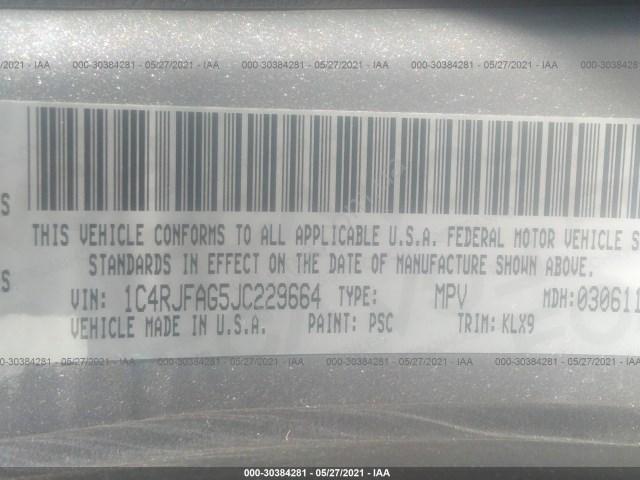 /2021 - IAA 000-30384281 - 05/27/2021 - IAA 000-30384281 - 05/27/2021 - IAA 000-30384281 - 05/
S
THIS VEHICLE CONFORMS TO ALL APPLICABLE U.S.A. FEDERAL MOTOR VEHICLE S
STANDARDS IN EFFECT ON THE DATE OF MANUFACTURE SHOWN ABOVE.
S
VIN: 1C4RJFAG5JC229664 TYPE: MPV MDH: 030611
VEHICLE MADE IN U.S.A. PAINT: PSC TRIM: KLX9
/2021 - IAA 000-30384281 - 05/27/2021 - IAA 000-30384281 - 05/27/2021 - IAA 000-30384281 - 05/
000-30384281 - 05/27/2021 - IAA